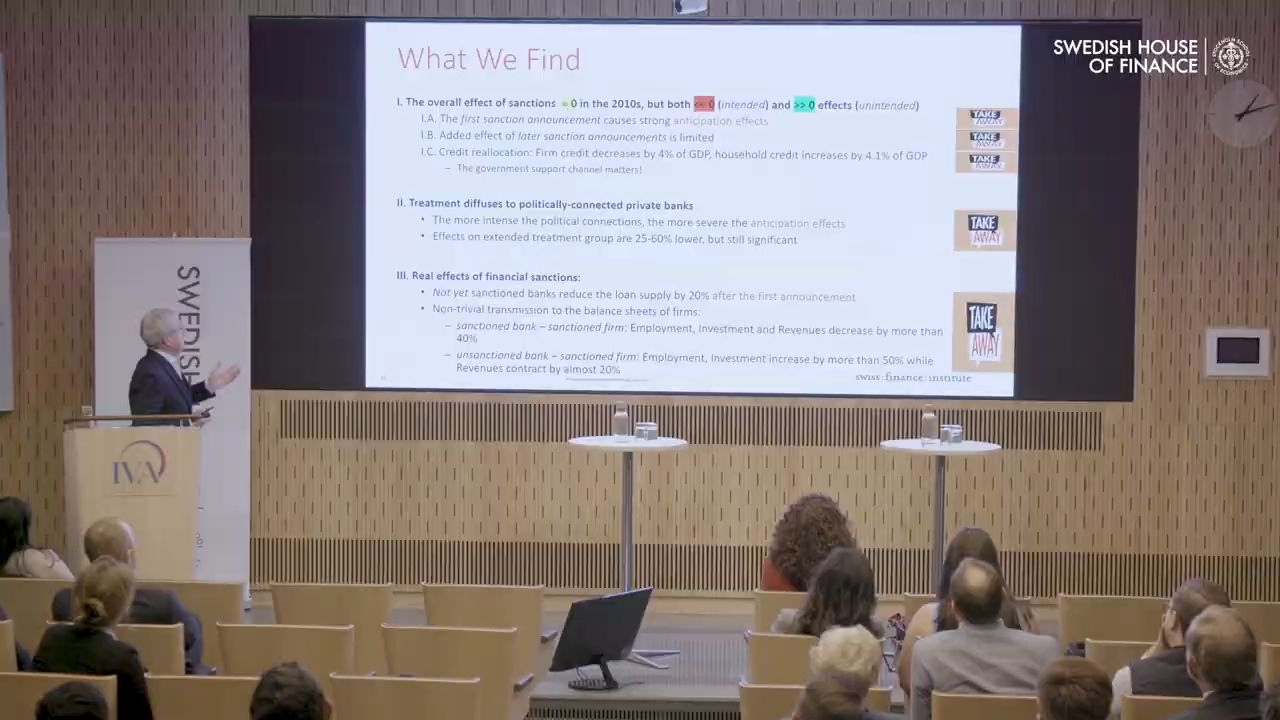 SWEDISH HOUSE
OF FINANCE
What We Find
I. The overall effect of sanctions ≈ 0 in the 2010s, but both << 0 (intended) and >> 0 effects (unintended)
I.A. The first sanction announcement causes strong anticipation effects
I.B. Added effect of later sanction announcements is limited
I.C. Credit reallocation: Firm credit decreases by 4% of GDP, household credit increases by 4.1% of GDP
– The government support channel matters!
TAKE
AWAY
TAKE
AWAY
TAKE
AWAY
II. Treatment diffuses to politically-connected private banks
• The more intense the political connections, the more severe the anticipation effects
• Effects on extended treatment group are 25-60% lower, but still significant
TAKE
AWAY
III. Real effects of financial sanctions:
• Not yet sanctioned banks reduce the loan supply by 20% after the first announcement
• Non-trivial transmission to the balance sheets of firms:
– sanctioned bank – sanctioned firm: Employment, Investment and Revenues decrease by more than
40%
– unsanctioned bank – sanctioned firm: Employment, Investment increase by more than 50% while
Revenues contract by almost 20%
TAKE
AWAY
swiss:finance:institute
SWEDISH
IVA